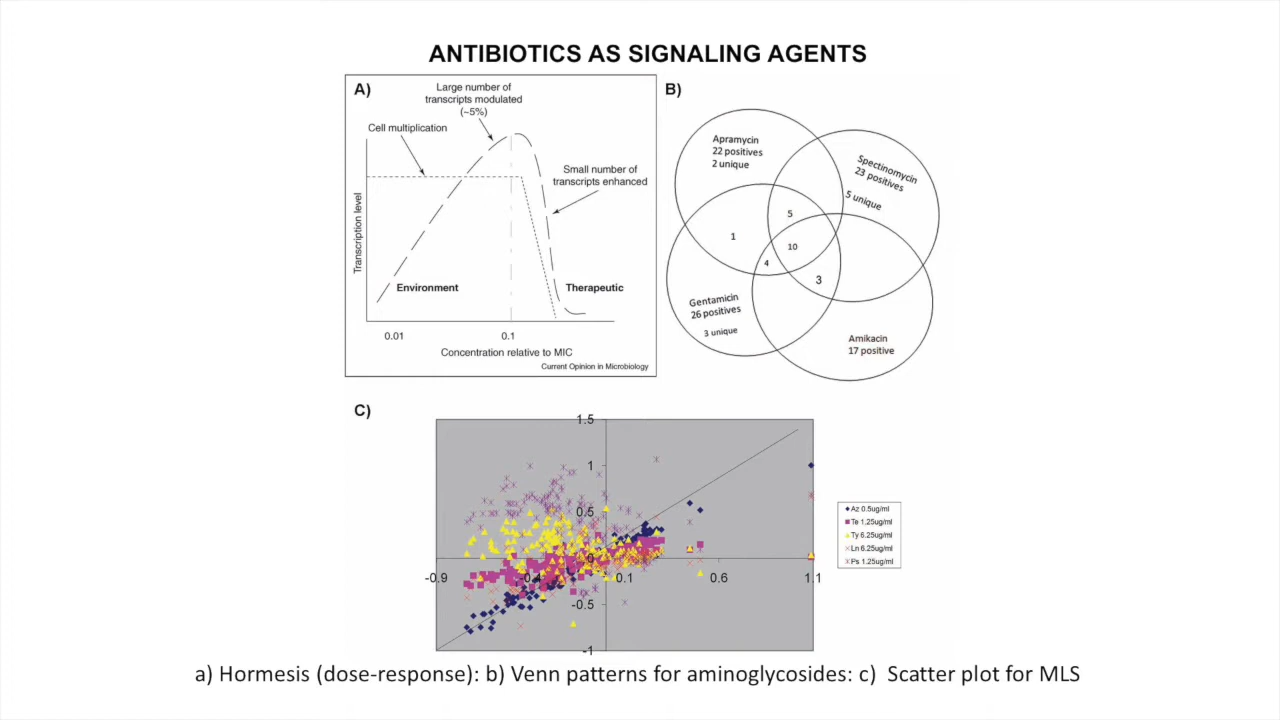 ANTIBIOTICS AS SIGNALING AGENTS
A)
Large number of
transcripts modulated
(~5%)
Cell multiplication
Small number of
transcripts enhanced
Transcription level
Environment
Therapeutic
0.01
0.1
Concentration relative to MIC
Current Opinion in Microbiology
B)
Apramycin
22 positives
2 unique
Spectinomycin
23 positives
5 unique
5
1
10
4
3
Gentamicin
26 positives
3 unique
Amikacin
17 positive
C)
1.5
1
0.5
0
-0.9
-0.4
0.1
0.6
1.1
-0.5
-1
Az 0.5ug/ml
Te 1.25ug/ml
Ty 6.25ug/ml
Ln 6.25ug/ml
Ps 1.25ug/ml
a) Hormesis (dose-response): b) Venn patterns for aminoglycosides: c) Scatter plot for MLS